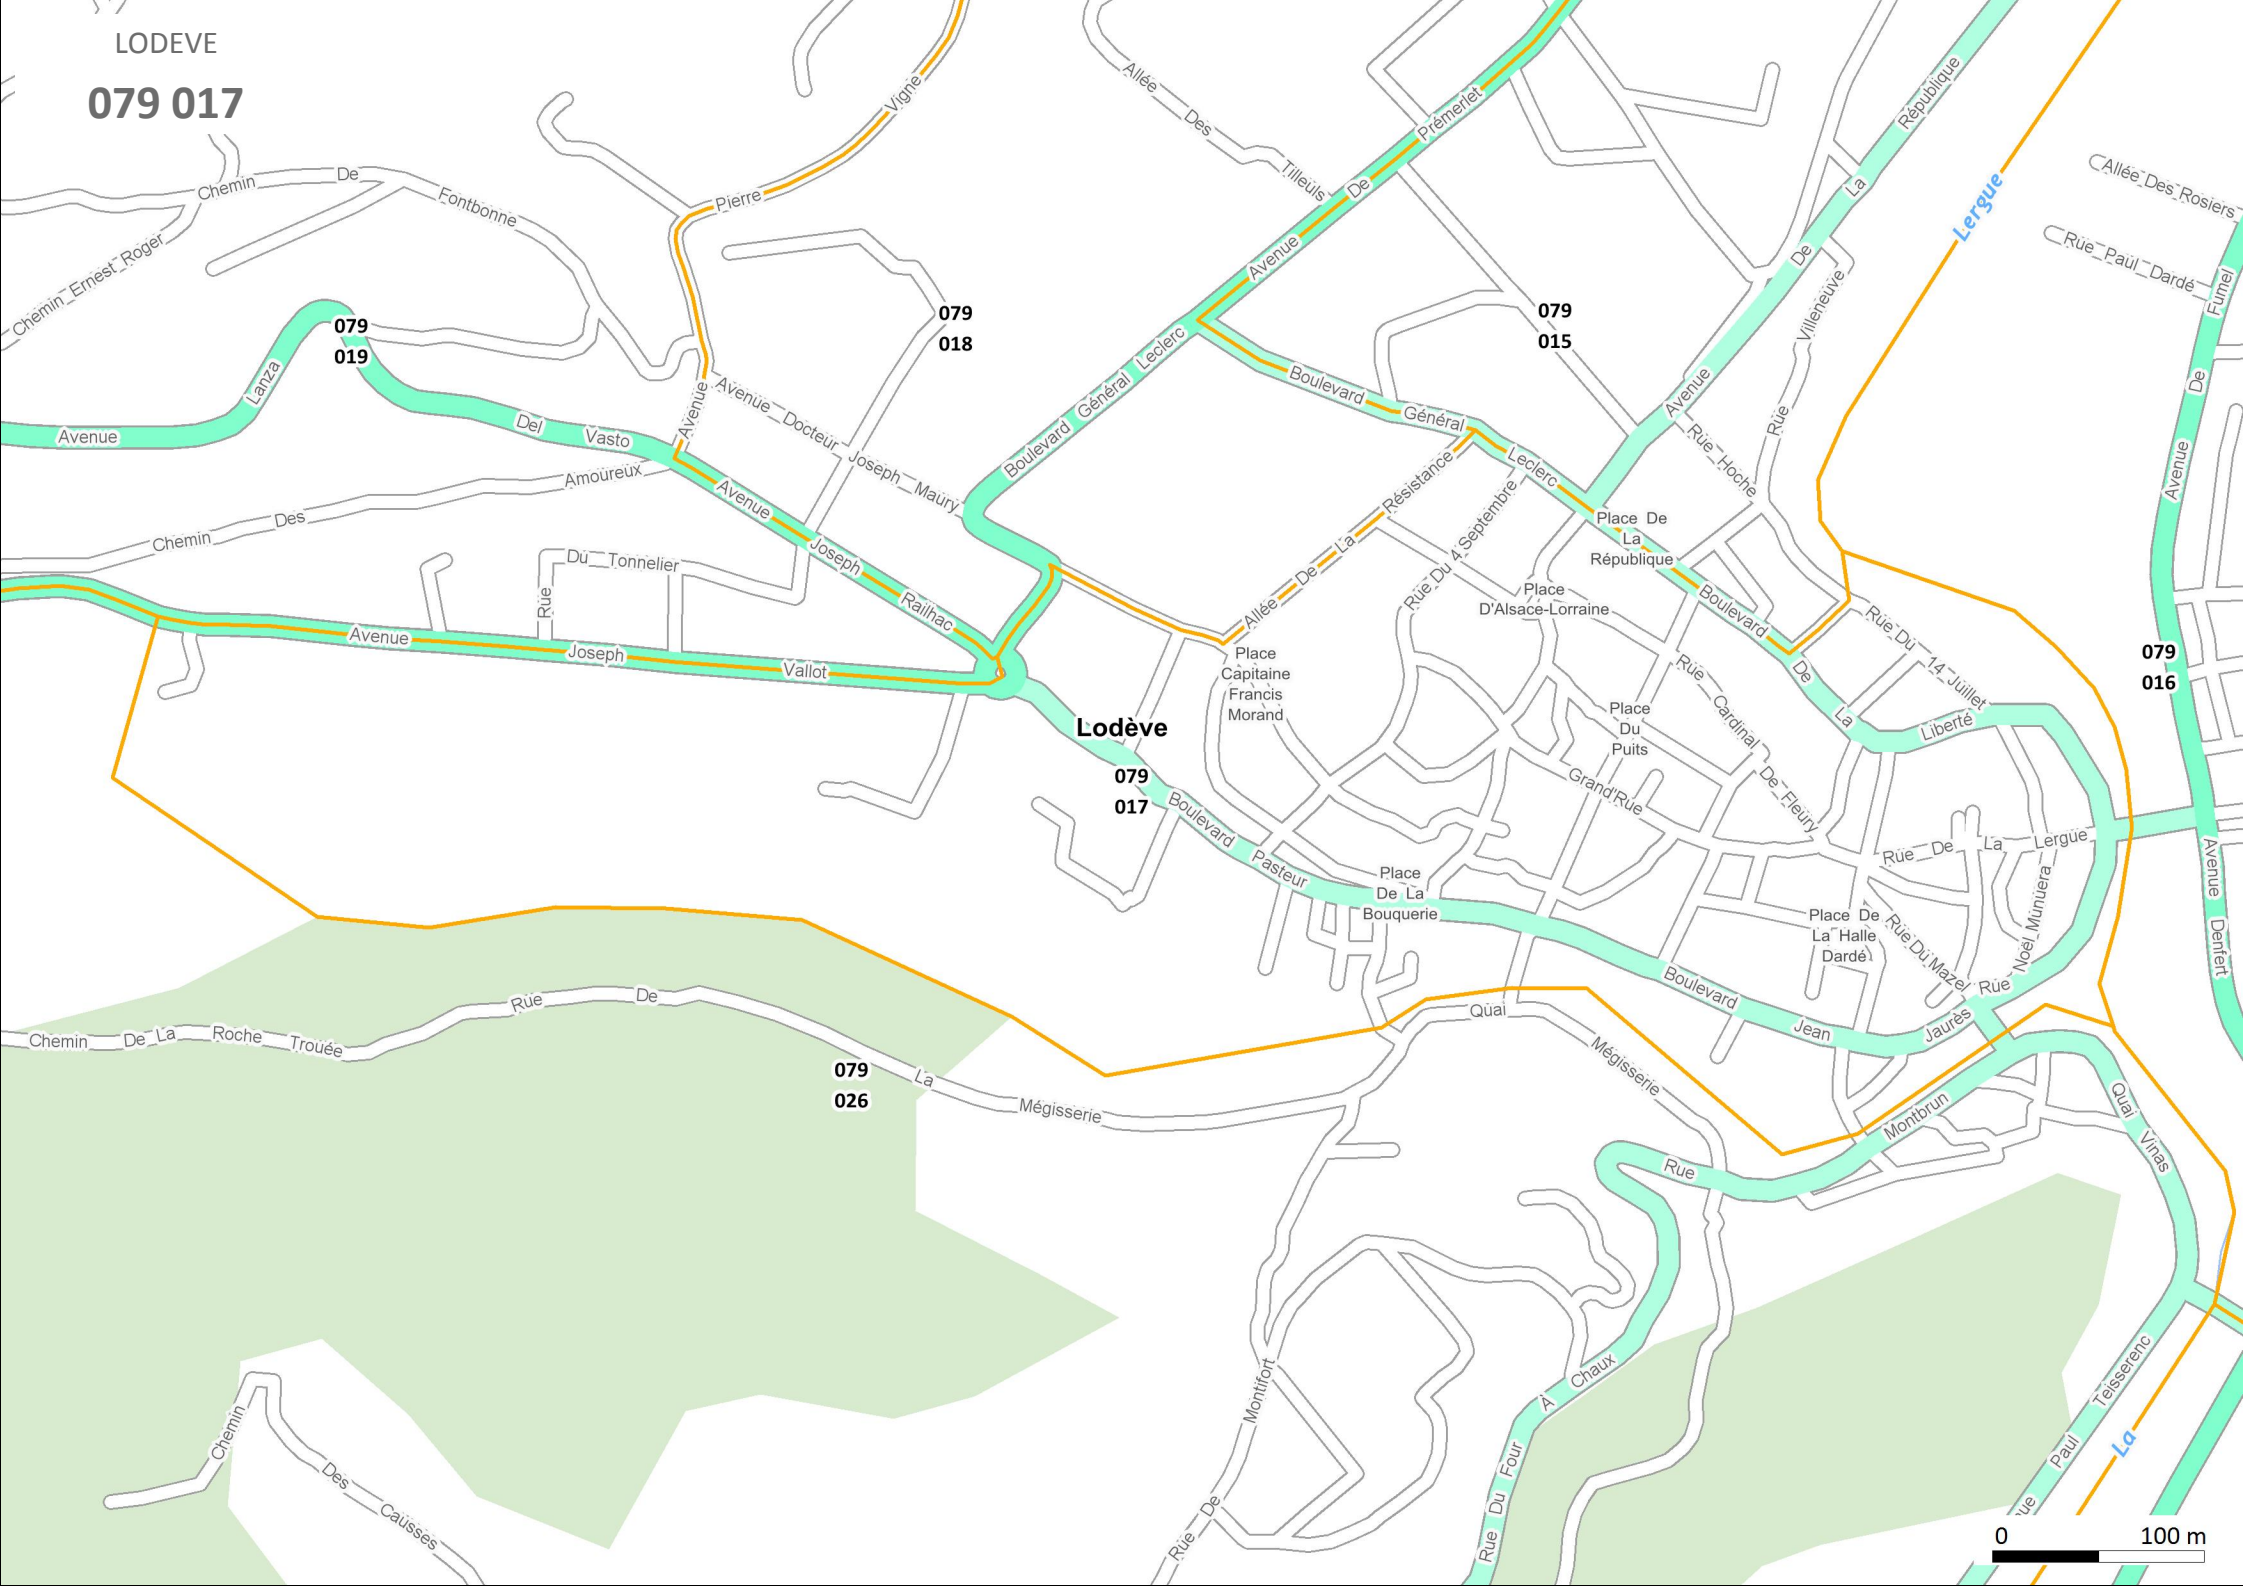 LODEVE
079 017
Chemin De Fontbonne
Chemin Ernest Roger
Pierre Vigne
Avenue
Allée Des Tilleuls
Avenue De Prémerlet
Avenue De La République
Lergue
Allée Des Rosiers
Rue Paul Dardé
Avenue De Fumel
079
019
079
018
079
015
Avenue Lanza Del Vasto
Avenue Docteur Joseph Maury
Boulevard Général Leclerc
Boulevard Général Leclerc
Rue Villeneuve
Rue Hoche
Chemin Des Amoureux
Avenue Joseph Railhac
Rue Du Tonnelier
Avenue Joseph Vallot
Allée De La Résistance
Rue Du 4 Septembre
Place De
La
République
Place
D'Alsace-Lorraine
Boulevard De La Liberté
Rue Du 14 Juillet
079
016
Place
Capitaine
Francis
Morand
Rue Cardinal De Fleury
Place
Du
Puits
Grand'Rue
Lodève
079
017
Boulevard Pasteur
Place
De La
Bouquerie
Rue De La Lergue
Avenue Denfert
Place De
La Halle
Dardé
Rue Du Mazel
Rue Noël Munuera
Boulevard Jean Jaurès
Quai Mégisserie
Chemin De La Roche Trouée
Rue De La Mégisserie
079
026
Rue Montbrun
Quai Vinas
Rue De Montifort
Rue Du Four À Chaux
Chemin Des Causses
ue Paul Teisserenc
La
0 100 m